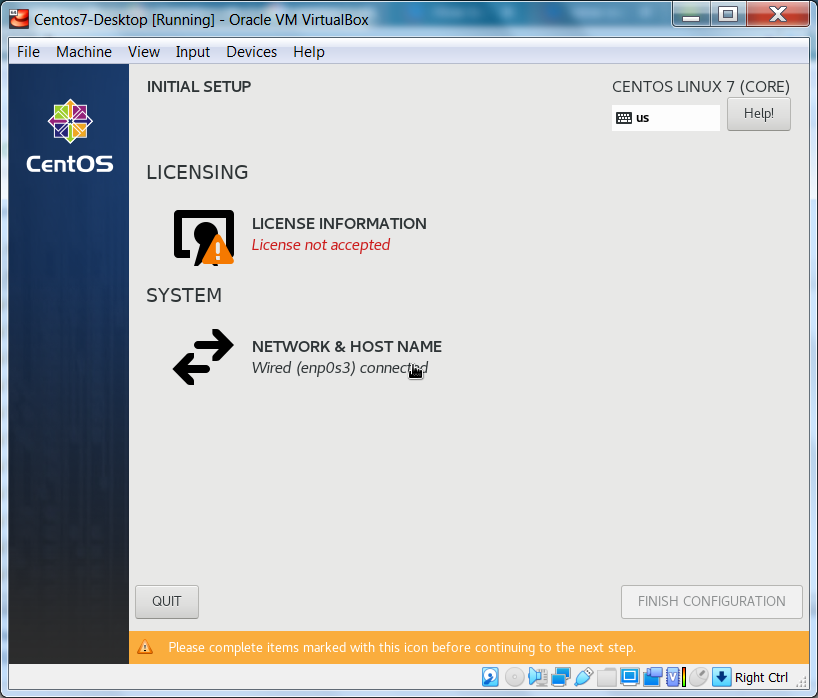 Centos7-Desktop [Running] - Oracle VM VirtualBox
File Machine View Input Devices Help
CentOS
INITIAL SETUP
CENTOS LINUX 7 (CORE)
us
Help!
LICENSING
LICENSE INFORMATION
License not accepted
SYSTEM
NETWORK & HOST NAME
Wired (enp0s3) connected
QUIT
FINISH CONFIGURATION
Please complete items marked with this icon before continuing to the next step.
Right Ctrl